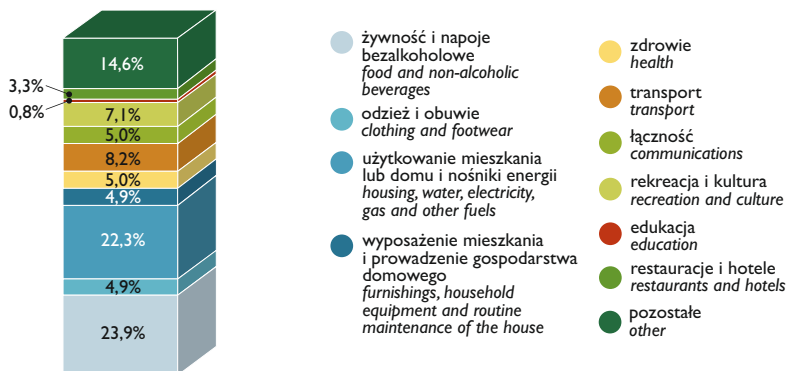 14,6%
3,3%
0,8%
7,1%
5,0%
8,2%
5,0%
4,9%
22,3%
4,9%
23,9%
żywność i napoje
bezalkoholowe
food and non-alcoholic
beverages
odzież i obuwie
clothing and footwear
użytkowanie mieszkania
lub domu i nośniki energii
housing, water, electricity,
gas and other fuels
wyposażenie mieszkania
i prowadzenie gospodarstwa
domowego
furnishings, household
equipment and routine
maintenance of the house
zdrowie
health
transport
transport
łączność
communications
rekreacja i kultura
recreation and culture
edukacja
education
restauracje i hotele
restaurants and hotels
pozostałe
other